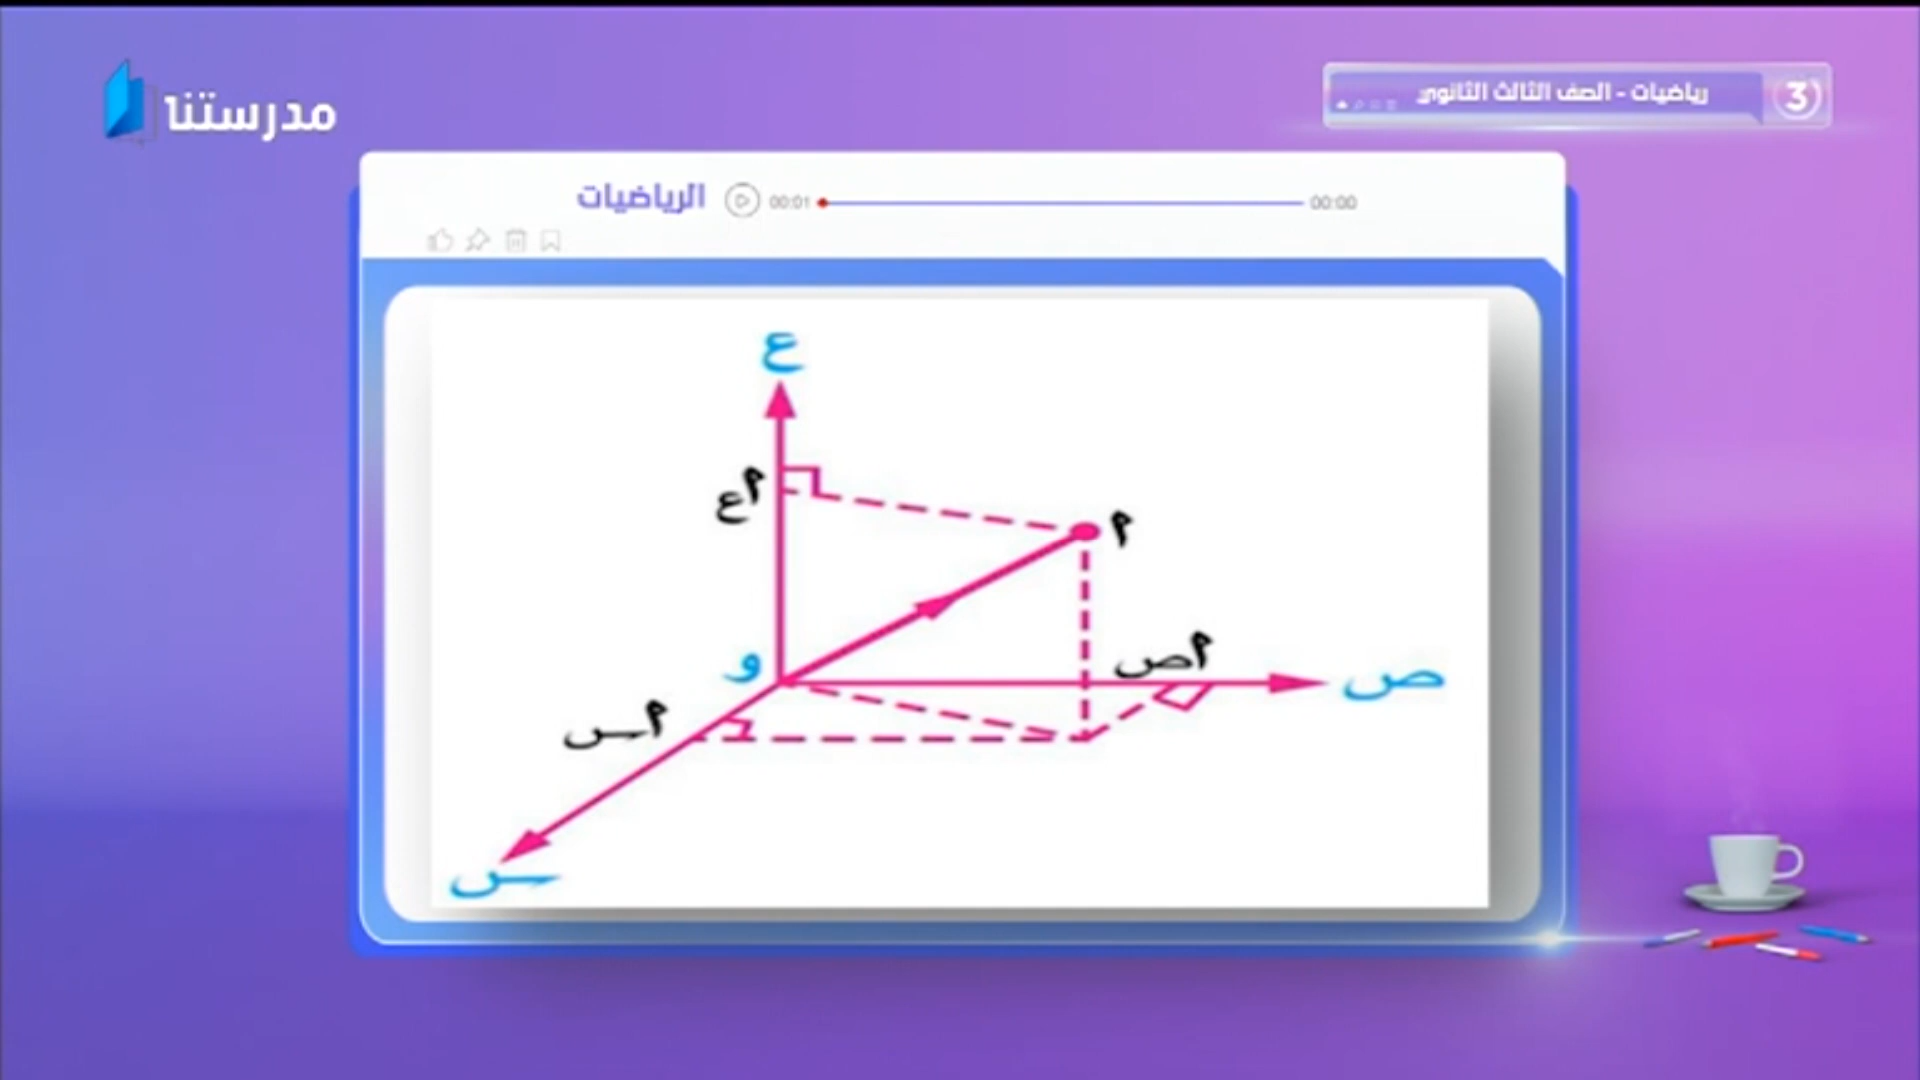 مدرستنا
رياضيات - الصف الثالث الثانوي
3
الرياضيات
00:01
00:00
ع
أع
أ
أص
ص
و
أس
س